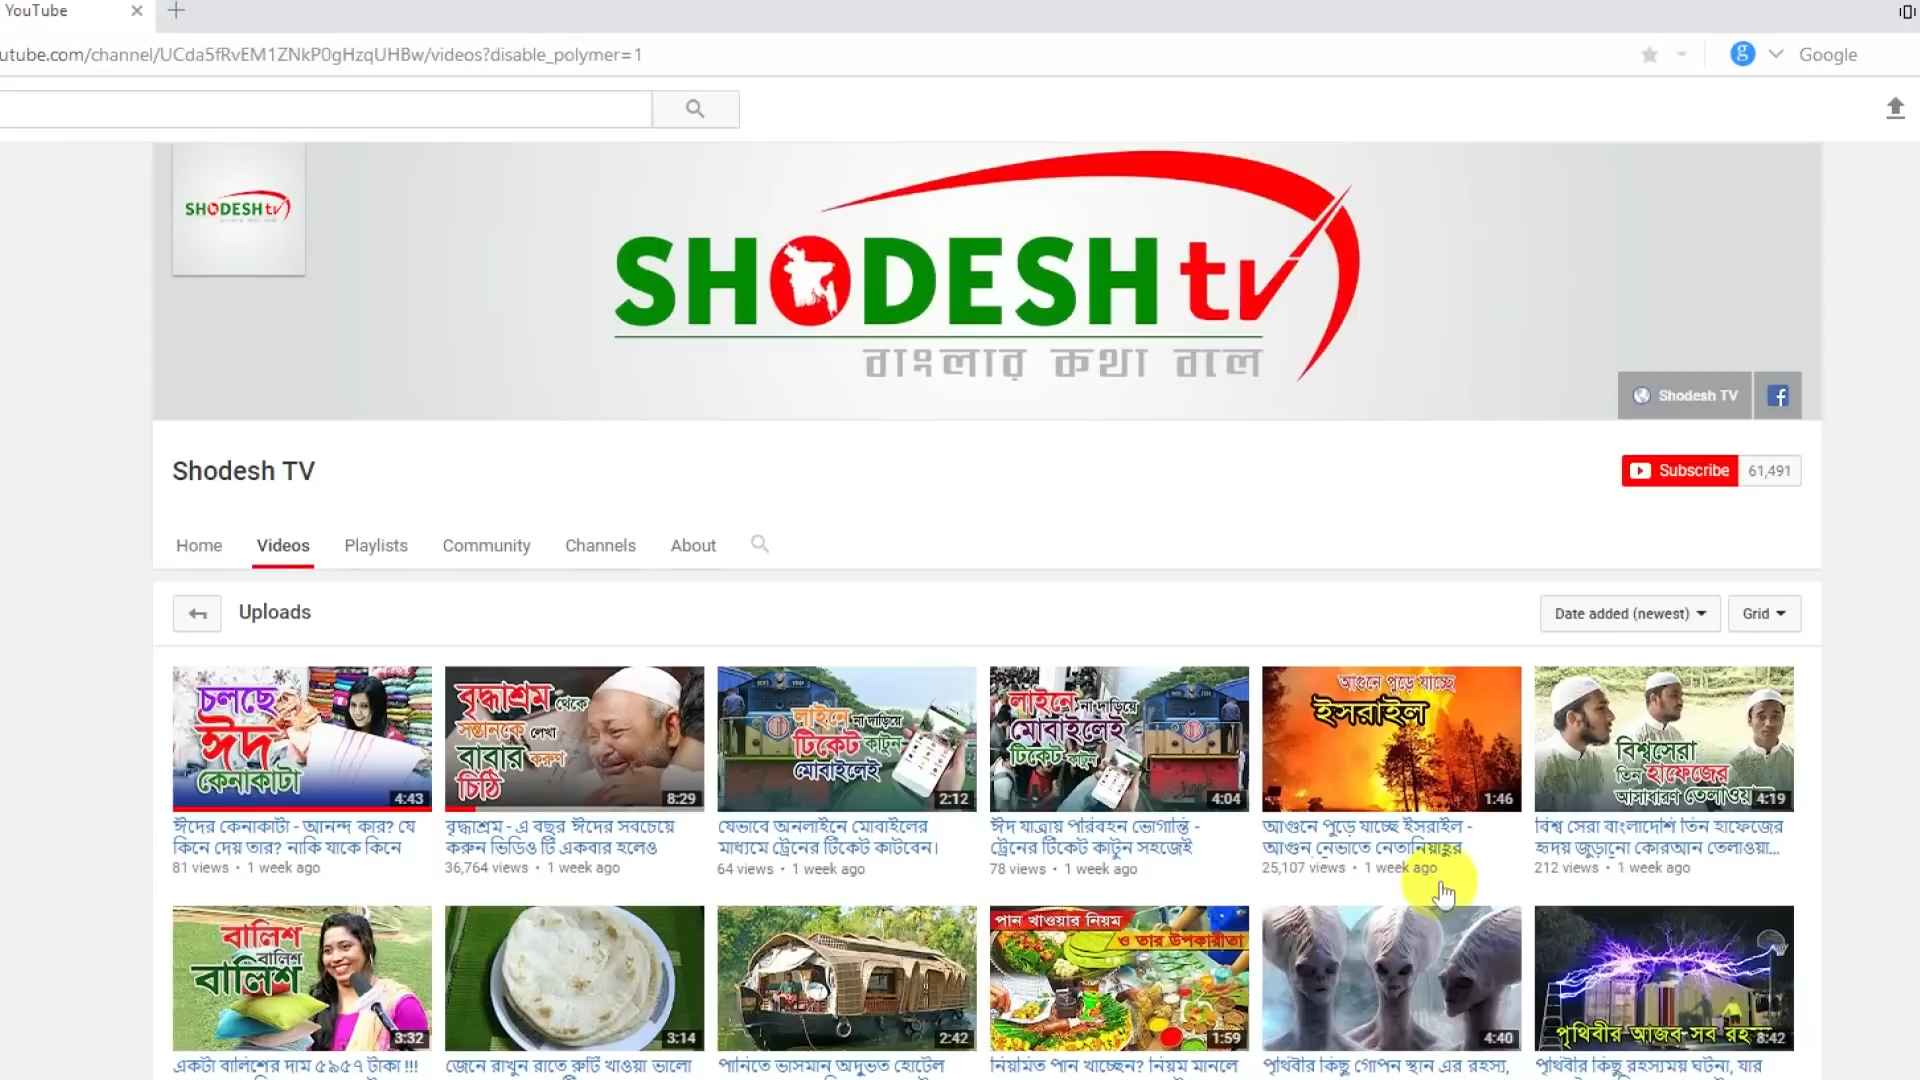 YouTube
utube.com/channel/UCda5fRvEM1ZNkP0gHzqUHBw/videos?disable_polymer=1
Google
SHODESH tv
SHODESH tv
বাংলার কথা বলে
Shodesh TV
Shodesh TV
Subscribe 61,491
Home Videos Playlists Community Channels About
Uploads
Date added (newest) Grid
চলছে
ঈদ
কেনাকাটা
4:43
ঈদের কেনাকাটা - আনন্দ কার? যে
কিনে দেয় তার? নাকি যাকে কিনে
81 views • 1 week ago
বৃদ্ধাশ্রম থেকে
সন্তানকে লেখা
বাবার করুণ
চিঠি
8:29
বৃদ্ধাশ্রম - এ বছর ঈদের সবচেয়ে
করুন ভিডিও টি একবার হলেও
36,764 views • 1 week ago
লাইনে না দাড়িয়ে
টিকেট কাটুন
মোবাইলেই
2:12
যেভাবে অনলাইনে মোবাইলের
মাধ্যমে ট্রেনের টিকেট কাটবেন।
64 views • 1 week ago
লাইনে না দাড়িয়ে
মোবাইলেই
টিকেট কাটুন
4:04
ঈদ যাত্রায় পরিবহন ভোগান্তি -
ট্রেনের টিকেট কাটুন সহজেই
78 views • 1 week ago
আগুনে পুড়ে যাচ্ছে
ইসরাইল
1:46
আগুনে পুড়ে যাচ্ছে ইসরাইল -
আগুন নেভাতে নেতানিয়াহুর
25,107 views • 1 week ago
বিশ্বসেরা
তিন হাফেজের
আসাধারণ তেলাওয়া
4:19
বিশ্ব সেরা বাংলাদেশি তিন হাফেজের
হৃদয় জুড়ানো কোরআন তেলাওয়া...
212 views • 1 week ago
বালিশ
বালিশ
বালিশ
3:32
একটা বালিশের দাম ৫৯৫৭ টাকা !!!
3:14
জেনে রাখুন রাতে রুটি খাওয়া ভালো
2:42
পানিতে ভাসমান অদ্ভুত হোটেল
পান খাওয়ার নিয়ম
ও তার উপকারীতা
1:59
নিয়মিত পান খাচ্ছেন? নিয়ম মানলে
4:40
পৃথিবীর কিছু গোপন স্থান এর রহস্য,
পৃথিবীর আজব সব রহ
8:42
পৃথিবীর কিছু রহস্যময় ঘটনা, যার